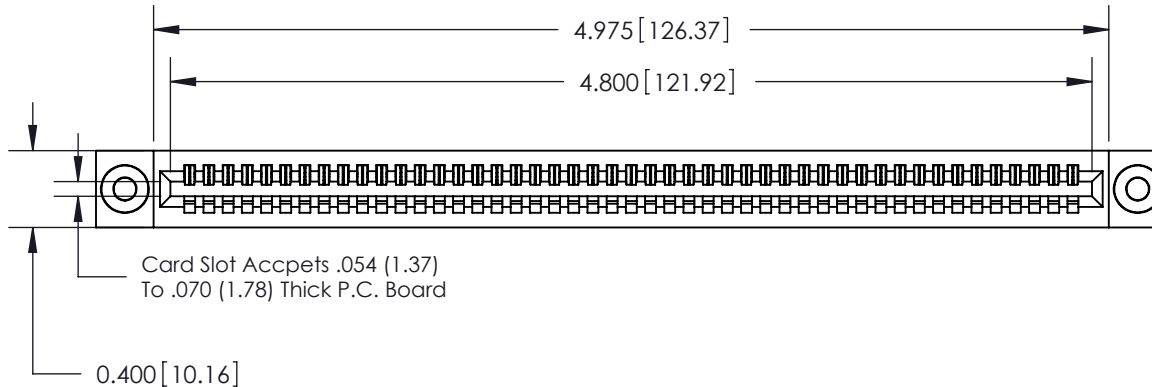 4.975 [126.37]
4.800 [121.92]
Card Slot Accpets .054 (1.37)
To .070 (1.78) Thick P.C. Board
0.400 [10.16]